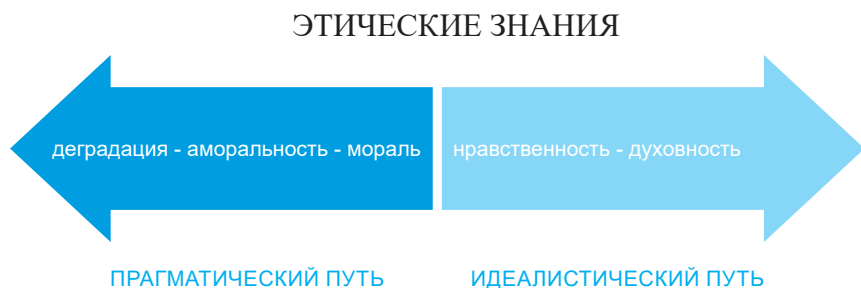 ЭТИЧЕСКИЕ ЗНАНИЯ
деградация - аморальность - мораль
нравственность - духовность
ПРАГМАТИЧЕСКИЙ ПУТЬ
ИДЕАЛИСТИЧЕСКИЙ ПУТЬ